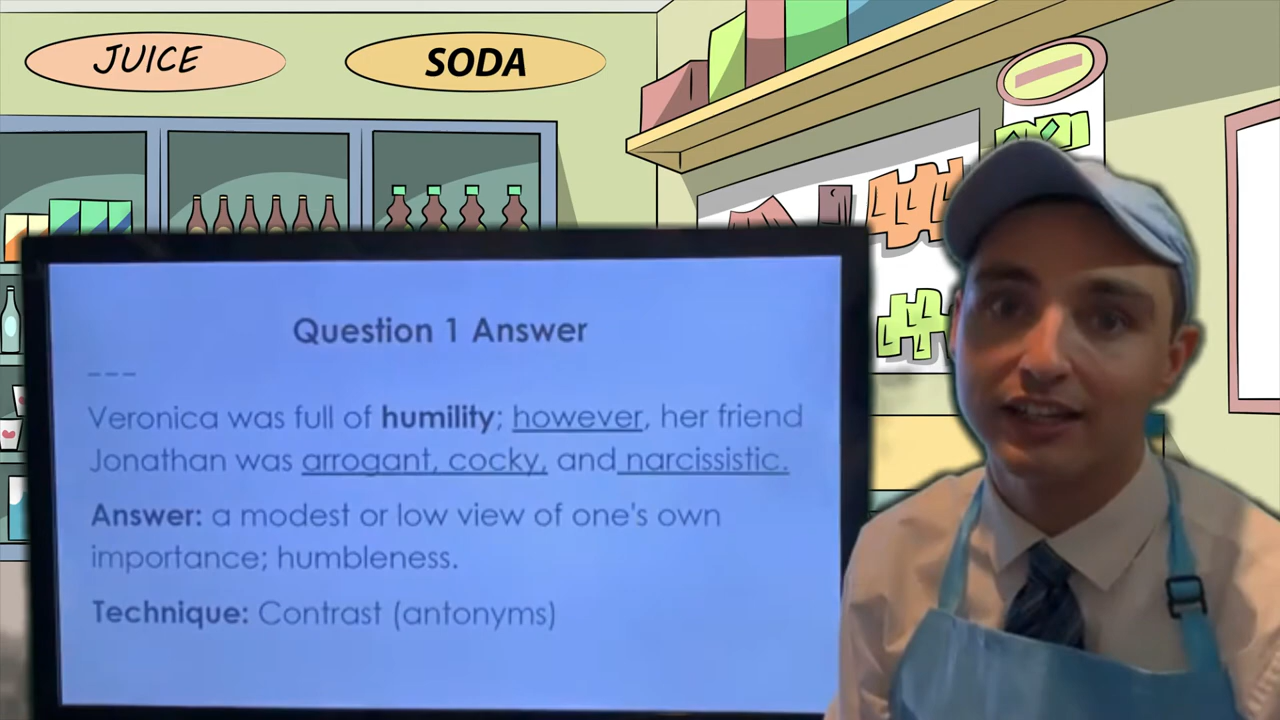 JUICE
SODA
Question 1 Answer
---
Veronica was full of humility; however, her friend
Jonathan was arrogant, cocky, and narcissistic.
Answer: a modest or low view of one's own
importance; humbleness.
Technique: Contrast (antonyms)